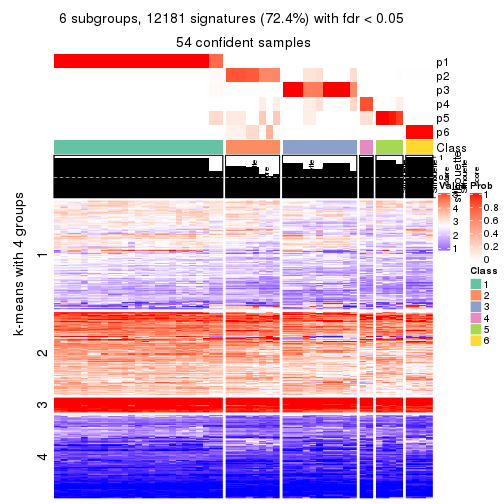 6 subgroups, 12181 signatures (72.4%) with fdr < 0.05
54 confident samples
p1
p2
p3
p4
p5
p6
Class
k-means with 4 groups
1
2
3
4
Silhouette
score
Value
4
3
2
1
Prob
1
0.8
0.6
0.4
0.2
0
Class
1
2
3
4
5
6